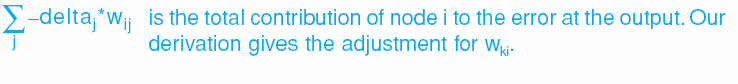 ∑ –delta_j*w_ij is the total contribution of node i to the error at the output. Our
j derivation gives the adjustment for w_ki.